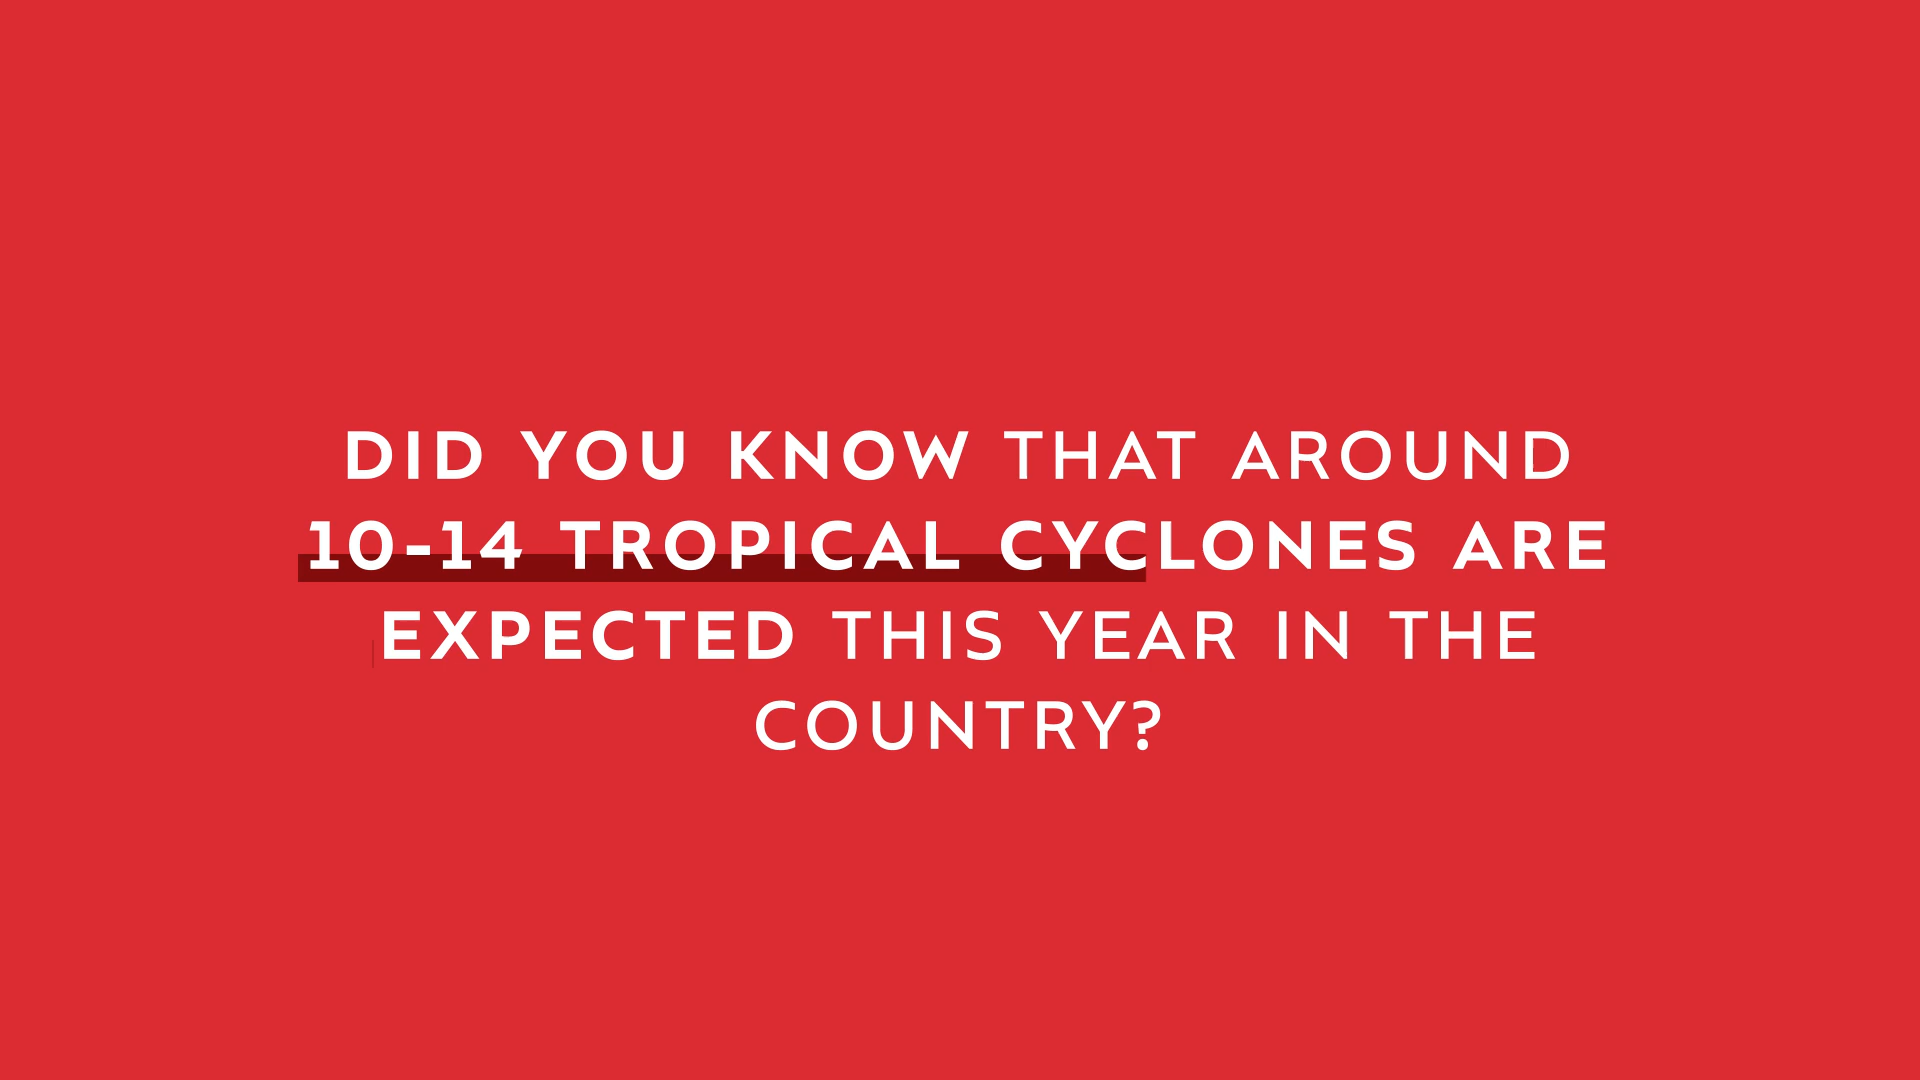 DID YOU KNOW THAT AROUND
10-14 TROPICAL CYCLONES ARE
EXPECTED THIS YEAR IN THE
COUNTRY?